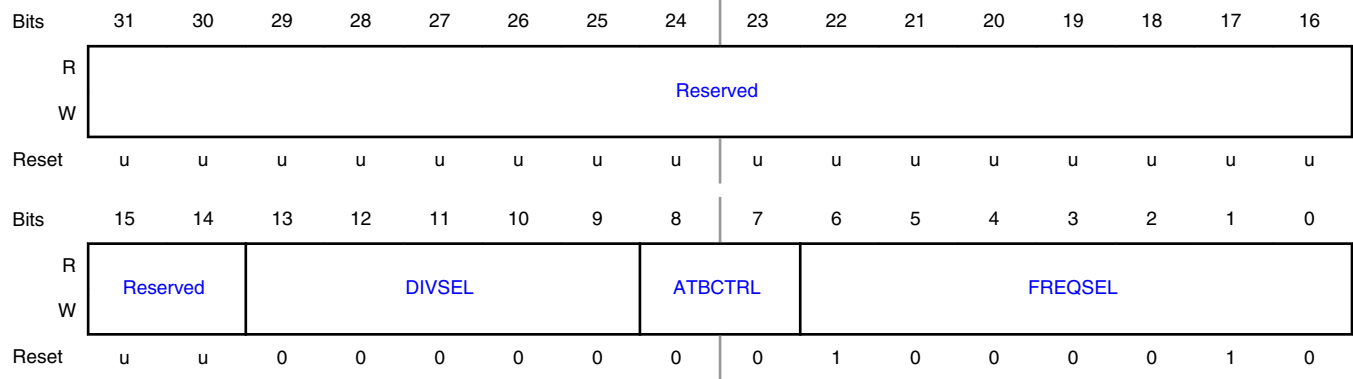 Bits 31 30 29 28 27 26 25 24 23 22 21 20 19 18 17 16
R
Reserved
W
Reset u u u u u u u u u u u u u u u u
Bits 15 14 13 12 11 10 9 8 7 6 5 4 3 2 1 0
R
Reserved DIVSEL ATBCTRL FREQSEL
W
Reset u u 0 0 0 0 0 0 0 1 0 0 0 0 1 0